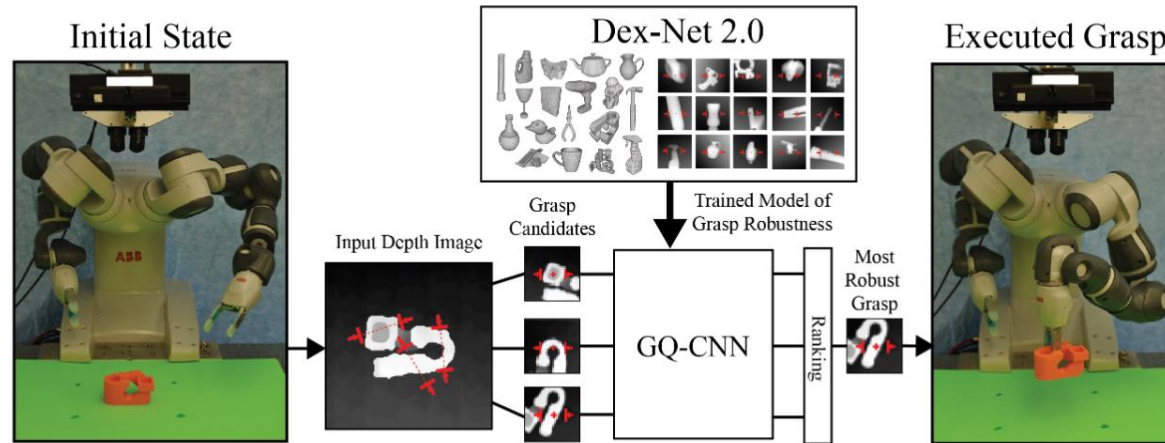 Initial State
Dex-Net 2.0
Executed Grasp
Trained Model of
Grasp Robustness
Grasp
Candidates
Input Depth Image
Most
Robust
Grasp
GQ-CNN
Ranking
ABB